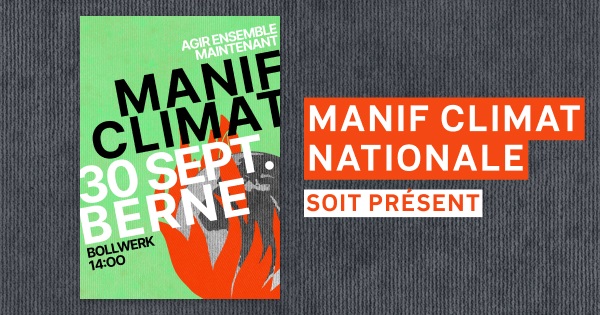 AGIR ENSEMBLE
MAINTENANT
MANIF
CLIMAT
30 SEPT.
BERNE
BOLLWERK
14:00
MANIF CLIMAT
NATIONALE
SOIT PRÉSENT